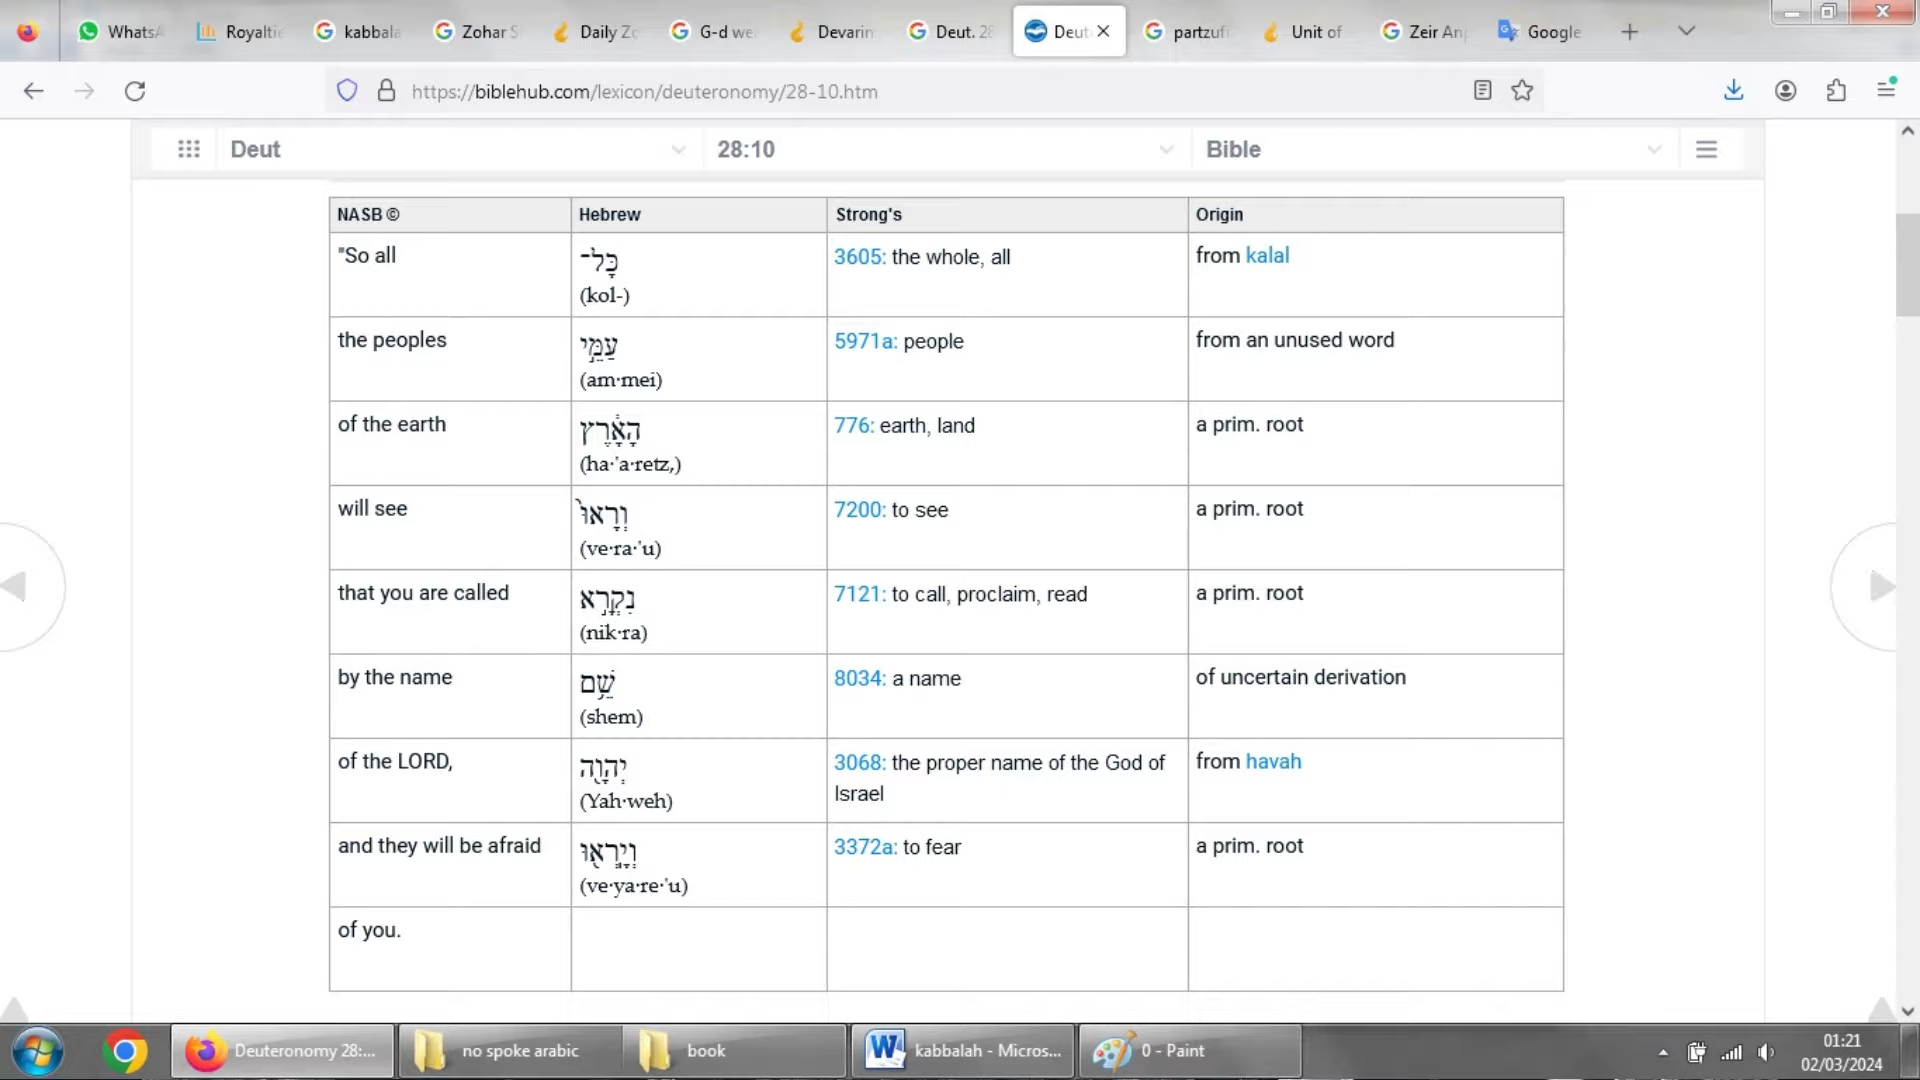 WhatsA
Royaltie
kabbala
Zohar S
Daily Zo
G-d we
Devarim
Deut. 28
Deut
partzufi
Unit of
Zeir Anp
Google
https://biblehub.com/lexicon/deuteronomy/28-10.htm
Deut 28:10 Bible
NASB © Hebrew Strong's Origin
"So all כָּל־ 3605: the whole, all from kalal
(kol-)
the peoples עַמֵּ֣י 5971a: people from an unused word
(am·mei)
of the earth הָאָ֔רֶץ 776: earth, land a prim. root
(ha·'a·retz,)
will see וְרָאוּ֙ 7200: to see a prim. root
(ve·ra·'u)
that you are called נִקְרָ֣א 7121: to call, proclaim, read a prim. root
(nik·ra)
by the name שֵׁ֥ם 8034: a name of uncertain derivation
(shem)
of the LORD, יְהוָ֖ה 3068: the proper name of the God of Israel from havah
(Yah·weh)
and they will be afraid וְיָֽרְא֖וּ 3372a: to fear a prim. root
(ve·ya·re·'u)
of you.
Deuteronomy 28:...
no spoke arabic
book
kabbalah - Micros...
0 - Paint
01:21
02/03/2024